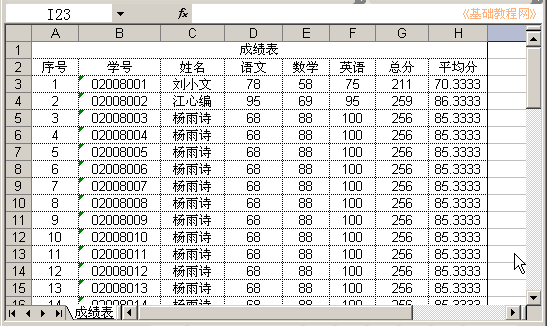 I23 fx 《基础教程网》
A B C D E F G H
1 成绩表
2 序号 学号 姓名 语文 数学 英语 总分 平均分
3 1 02008001 刘小文 78 58 75 211 70.3333
4 2 02008002 江心编 95 69 95 259 86.3333
5 3 02008003 杨雨诗 68 88 100 256 85.3333
6 4 02008004 杨雨诗 68 88 100 256 85.3333
7 5 02008005 杨雨诗 68 88 100 256 85.3333
8 6 02008006 杨雨诗 68 88 100 256 85.3333
9 7 02008007 杨雨诗 68 88 100 256 85.3333
10 8 02008008 杨雨诗 68 88 100 256 85.3333
11 9 02008009 杨雨诗 68 88 100 256 85.3333
12 10 02008010 杨雨诗 68 88 100 256 85.3333
13 11 02008011 杨雨诗 68 88 100 256 85.3333
14 12 02008012 杨雨诗 68 88 100 256 85.3333
15 13 02008013 杨雨诗 68 88 100 256 85.3333
16 14 02008014 杨雨诗 68 88 100 256 85.3333
成绩表